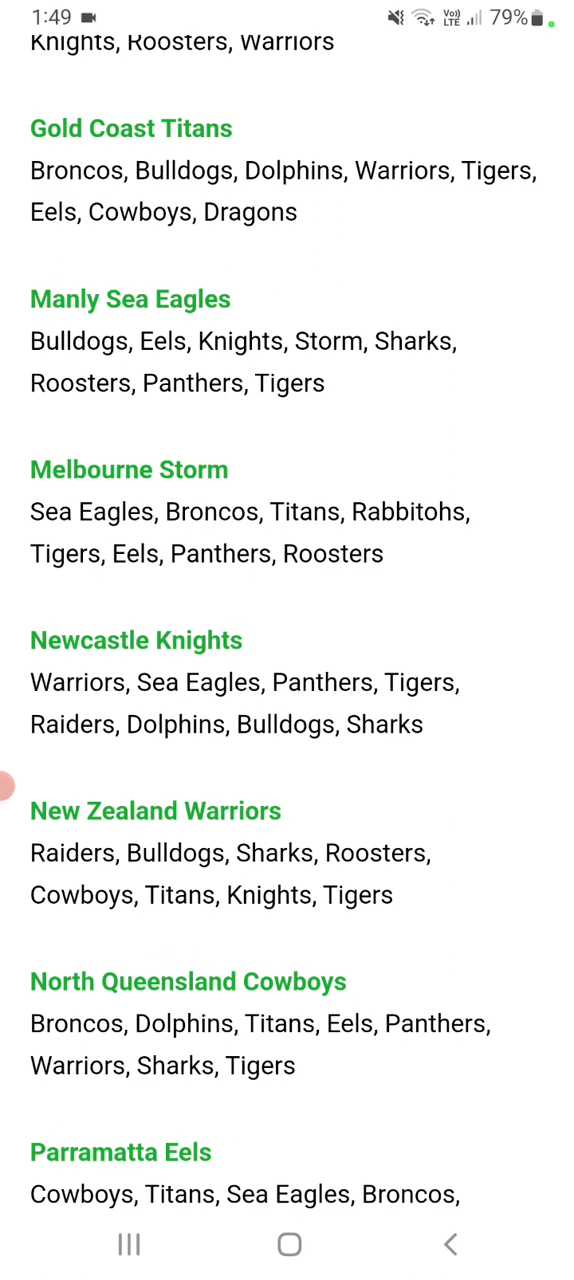 1:49 Vo)) LTE 79%
Knights, Roosters, Warriors
Gold Coast Titans
Broncos, Bulldogs, Dolphins, Warriors, Tigers,
Eels, Cowboys, Dragons
Manly Sea Eagles
Bulldogs, Eels, Knights, Storm, Sharks,
Roosters, Panthers, Tigers
Melbourne Storm
Sea Eagles, Broncos, Titans, Rabbitohs,
Tigers, Eels, Panthers, Roosters
Newcastle Knights
Warriors, Sea Eagles, Panthers, Tigers,
Raiders, Dolphins, Bulldogs, Sharks
New Zealand Warriors
Raiders, Bulldogs, Sharks, Roosters,
Cowboys, Titans, Knights, Tigers
North Queensland Cowboys
Broncos, Dolphins, Titans, Eels, Panthers,
Warriors, Sharks, Tigers
Parramatta Eels
Cowboys, Titans, Sea Eagles, Broncos,